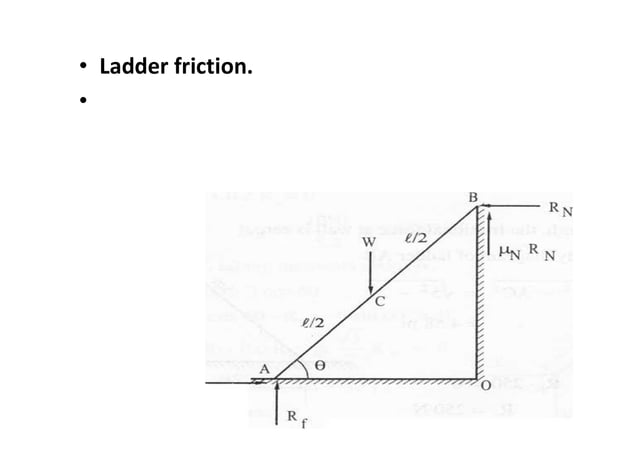 • Ladder friction.
•
B
R N
W
ℓ/2
μN R N
C
ℓ/2
A
θ
O
R f